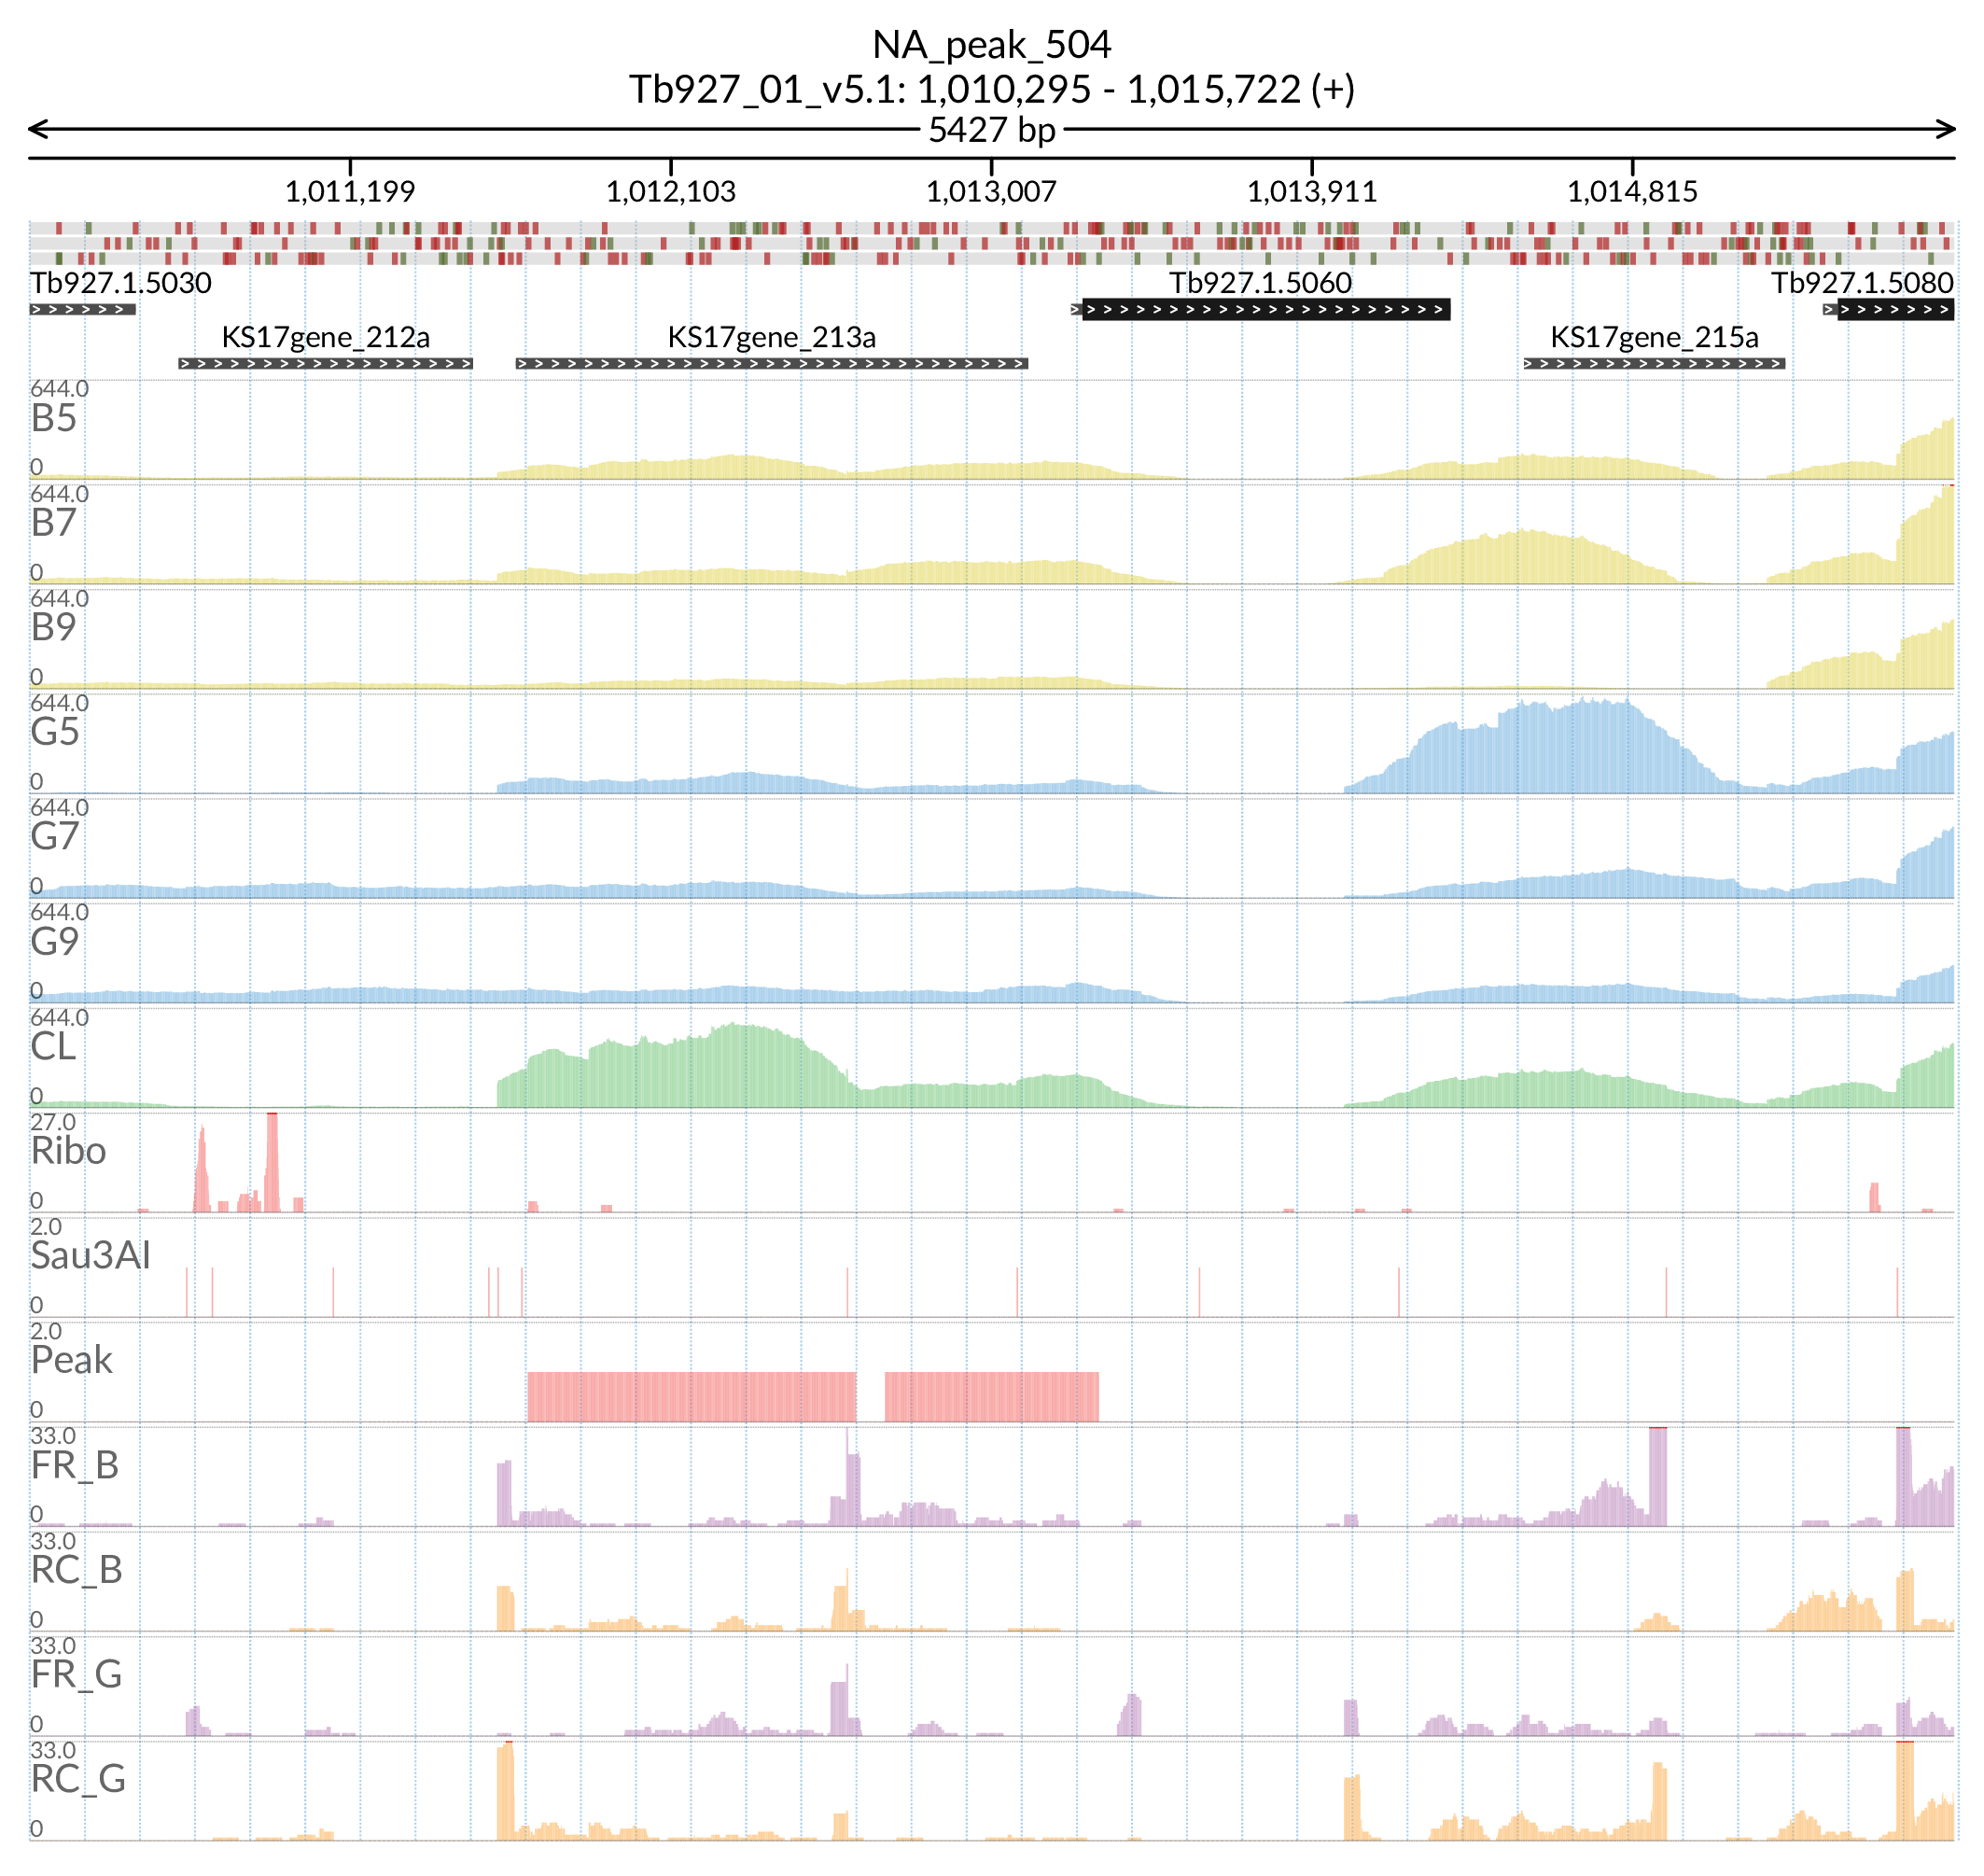 NA_peak_504
Tb927_01_v5.1: 1,010,295 - 1,015,722 (+)
5427 bp
1,011,199 1,012,103 1,013,007 1,013,911 1,014,815
Tb927.1.5030 Tb927.1.5060 Tb927.1.5080
KS17gene_212a KS17gene_213a KS17gene_215a
644.0
B5
0
644.0
B7
0
644.0
B9
0
644.0
G5
0
644.0
G7
0
644.0
G9
0
644.0
CL
0
27.0
Ribo
0
2.0
Sau3AI
0
2.0
Peak
0
33.0
FR_B
0
33.0
RC_B
0
33.0
FR_G
0
33.0
RC_G
0